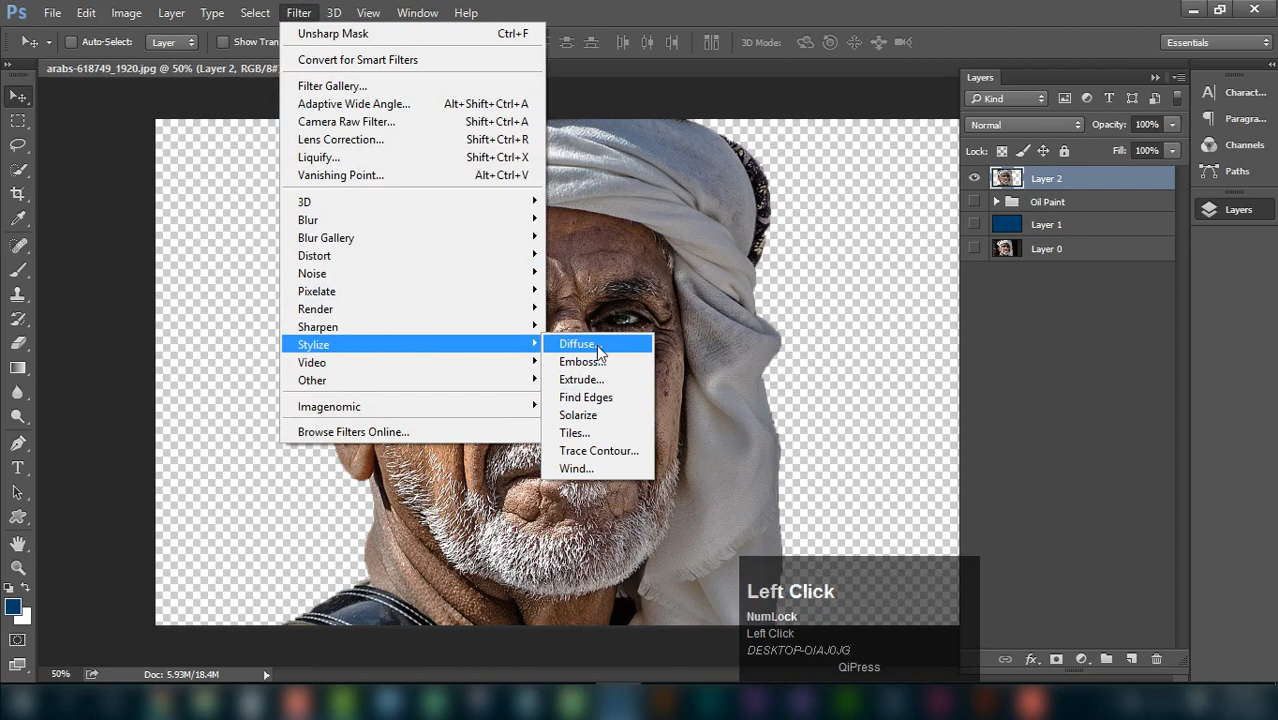 Ps File Edit Image Layer Type Select Filter 3D View Window Help
Auto-Select: Layer Show Tran 3D Mode: Essentials
arabs-618749_1920.jpg @ 50% (Layer 2, RGB/8#
Unsharp Mask Ctrl+F
Convert for Smart Filters
Filter Gallery...
Adaptive Wide Angle... Alt+Shift+Ctrl+A
Camera Raw Filter... Shift+Ctrl+A
Lens Correction... Shift+Ctrl+R
Liquify... Shift+Ctrl+X
Vanishing Point... Alt+Ctrl+V
3D
Blur
Blur Gallery
Distort
Noise
Pixelate
Render
Sharpen
Stylize
Video
Other
Imagenomic
Browse Filters Online...
Diffuse...
Emboss...
Extrude...
Find Edges
Solarize
Tiles...
Trace Contour...
Wind...
Layers
Kind
Normal Opacity: 100%
Lock: Fill: 100%
Layer 2
Oil Paint
Layer 1
Layer 0
Charact...
Paragra...
Channels
Paths
Layers
Left Click
NumLock
Left Click
DESKTOP-OIAJ0JG
QiPress
50% Doc: 5.93M/18.4M